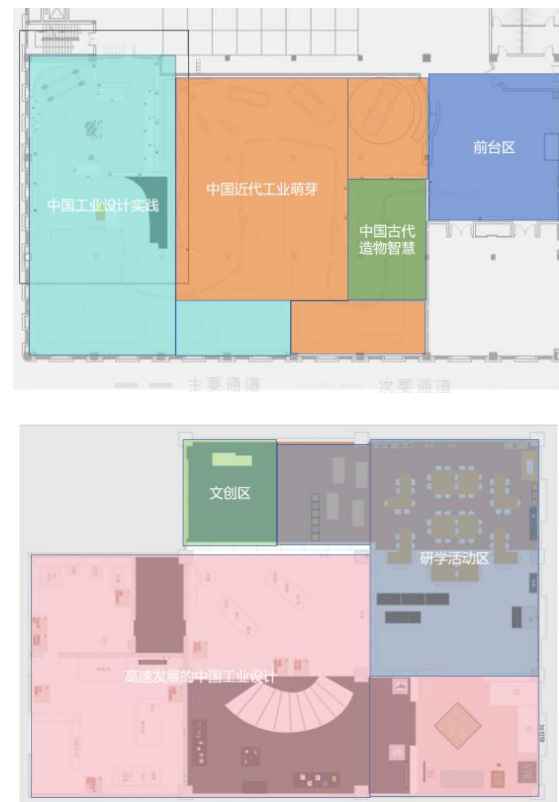 前台区
中国近代工业萌芽
中国工业设计实践
中国古代
造物智慧
主要通道
次要通道
文创区
研学活动区
高速发展的中国工业设计